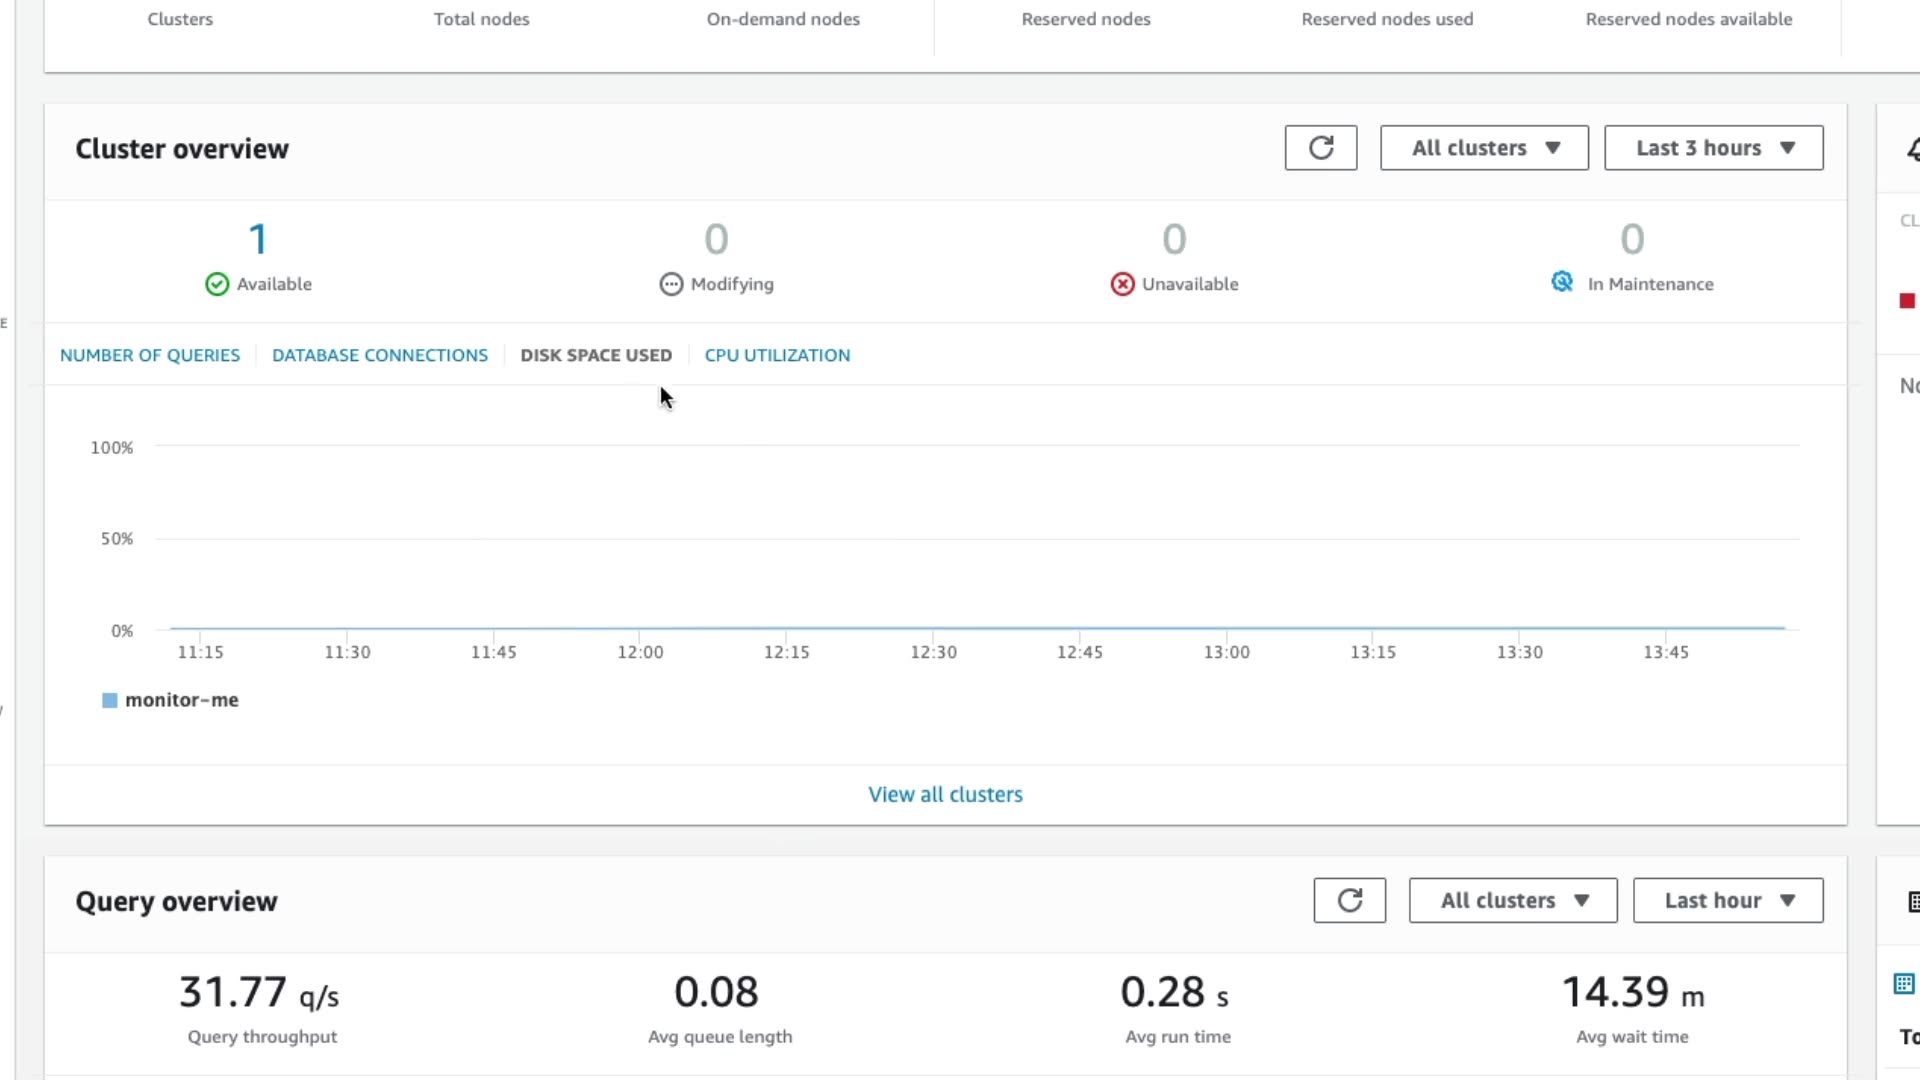 Clusters Total nodes On-demand nodes Reserved nodes Reserved nodes used Reserved nodes available
Cluster overview All clusters Last 3 hours
1 0 0 0
Available Modifying Unavailable In Maintenance
NUMBER OF QUERIES DATABASE CONNECTIONS DISK SPACE USED CPU UTILIZATION
100%
50%
0%
11:15 11:30 11:45 12:00 12:15 12:30 12:45 13:00 13:15 13:30 13:45
monitor-me
View all clusters
Query overview All clusters Last hour
31.77 q/s 0.08 0.28 s 14.39 m
Query throughput Avg queue length Avg run time Avg wait time